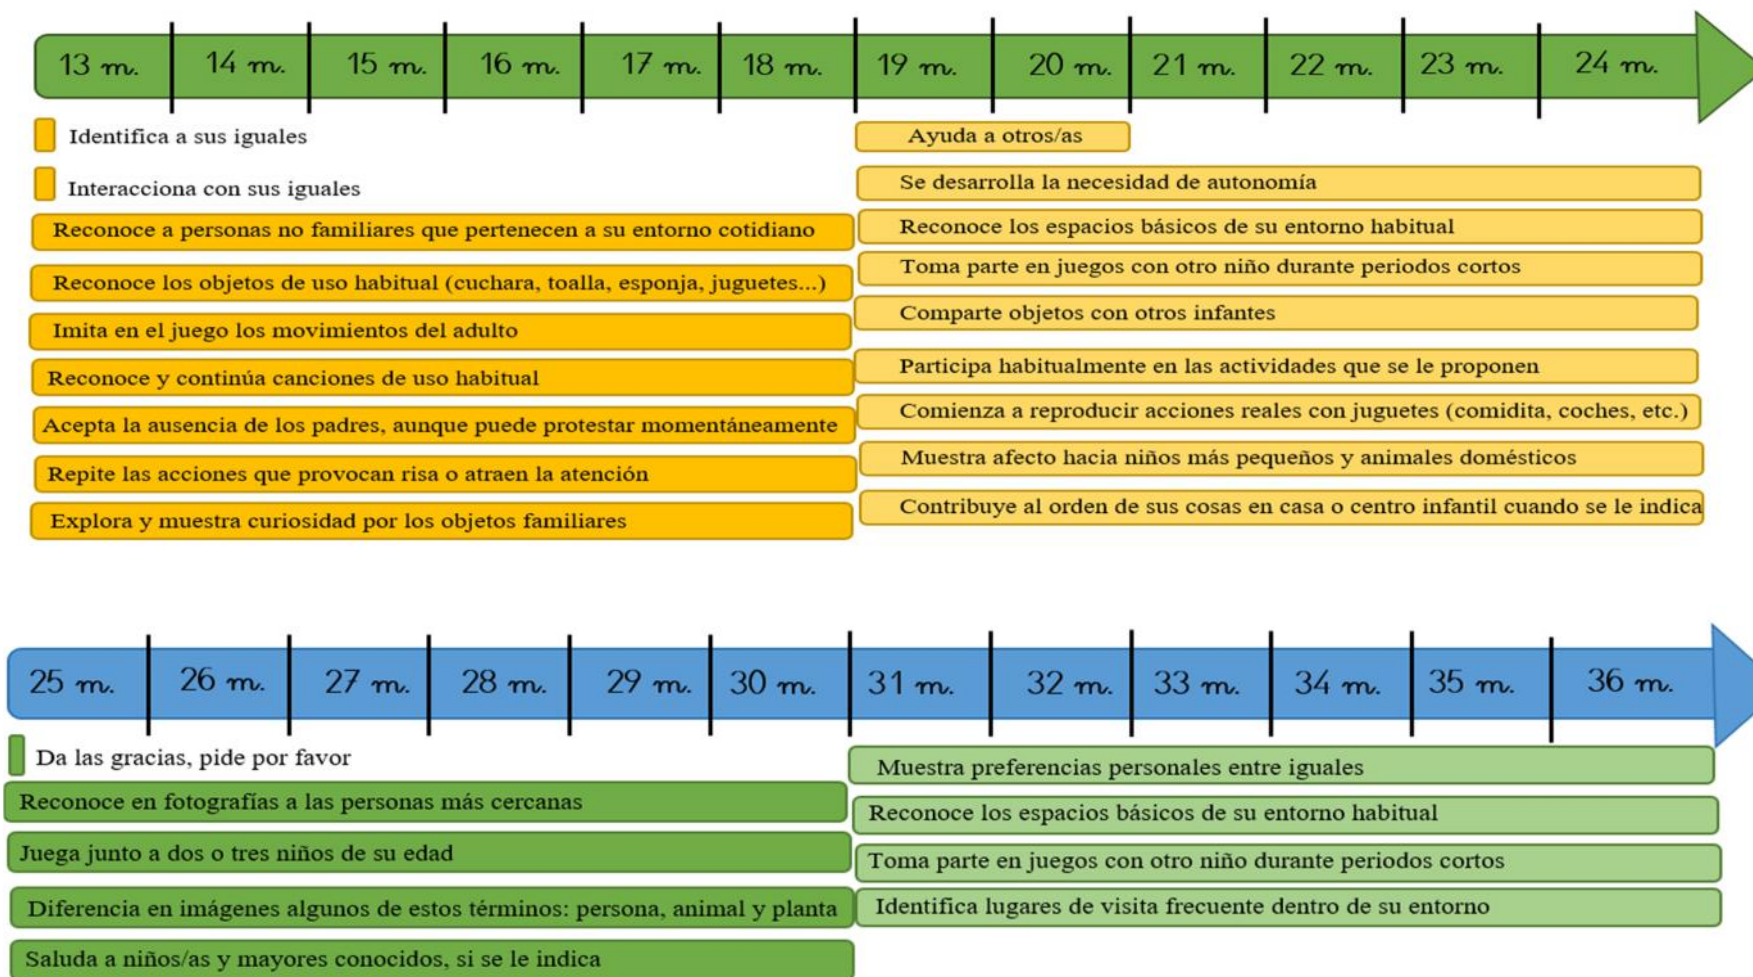 13 m. 14 m. 15 m. 16 m. 17 m. 18 m. 19 m. 20 m. 21 m. 22 m. 23 m. 24 m.
Identifica a sus iguales
Interacciona con sus iguales
Reconoce a personas no familiares que pertenecen a su entorno cotidiano
Reconoce los objetos de uso habitual (cuchara, toalla, esponja, juguetes...)
Imita en el juego los movimientos del adulto
Reconoce y continúa canciones de uso habitual
Acepta la ausencia de los padres, aunque puede protestar momentáneamente
Repite las acciones que provocan risa o atraen la atención
Explora y muestra curiosidad por los objetos familiares
Ayuda a otros/as
Se desarrolla la necesidad de autonomía
Reconoce los espacios básicos de su entorno habitual
Toma parte en juegos con otro niño durante periodos cortos
Comparte objetos con otros infantes
Participa habitualmente en las actividades que se le proponen
Comienza a reproducir acciones reales con juguetes (comidita, coches, etc.)
Muestra afecto hacia niños más pequeños y animales domésticos
Contribuye al orden de sus cosas en casa o centro infantil cuando se le indica
25 m. 26 m. 27 m. 28 m. 29 m. 30 m. 31 m. 32 m. 33 m. 34 m. 35 m. 36 m.
Da las gracias, pide por favor
Reconoce en fotografías a las personas más cercanas
Juega junto a dos o tres niños de su edad
Diferencia en imágenes algunos de estos términos: persona, animal y planta
Saluda a niños/as y mayores conocidos, si se le indica
Muestra preferencias personales entre iguales
Reconoce los espacios básicos de su entorno habitual
Toma parte en juegos con otro niño durante periodos cortos
Identifica lugares de visita frecuente dentro de su entorno